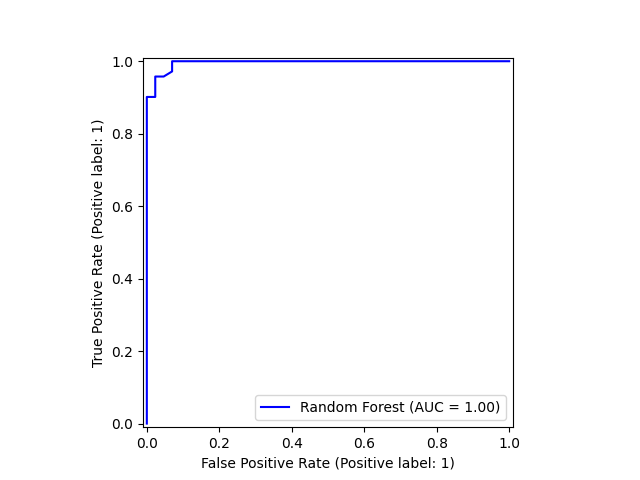 1.0
0.8
0.6
0.4
0.2
0.0
True Positive Rate (Positive label: 1)
Random Forest (AUC = 1.00)
0.0 0.2 0.4 0.6 0.8 1.0
False Positive Rate (Positive label: 1)